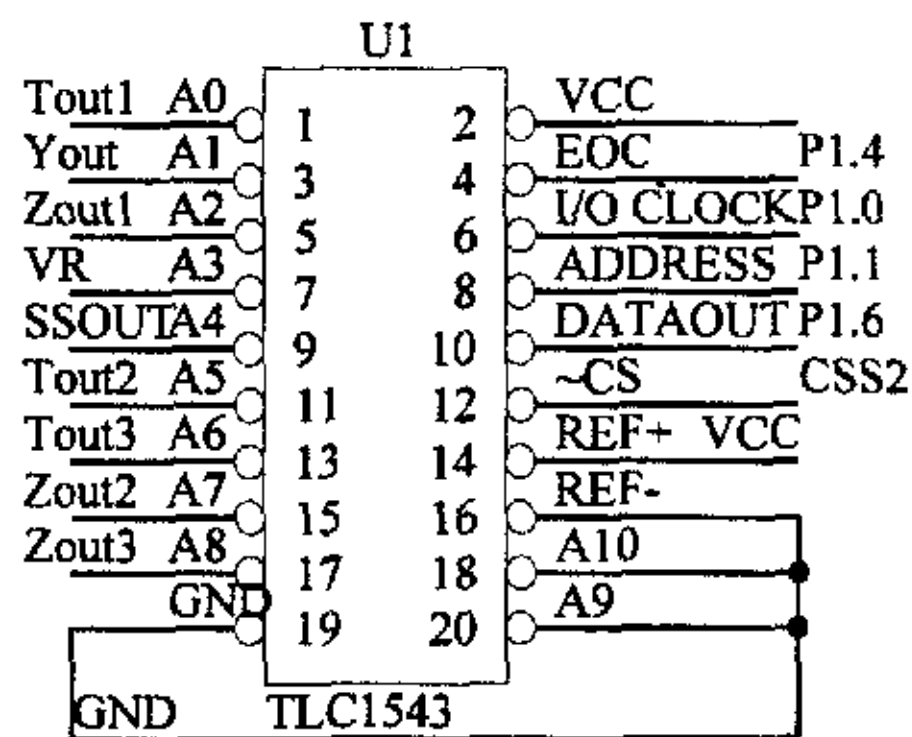 U1
Tout1 A0 1 2 VCC
Yout A1 3 4 EOC P1.4
Zout1 A2 5 6 I/O CLOCK P1.0
VR A3 7 8 ADDRESS P1.1
SSOUT A4 9 10 DATAOUT P1.6
Tout2 A5 11 12 ~CS CSS2
Tout3 A6 13 14 REF+ VCC
Zout2 A7 15 16 REF-
Zout3 A8 17 18 A10
GND 19 20 A9
GND TLC1543